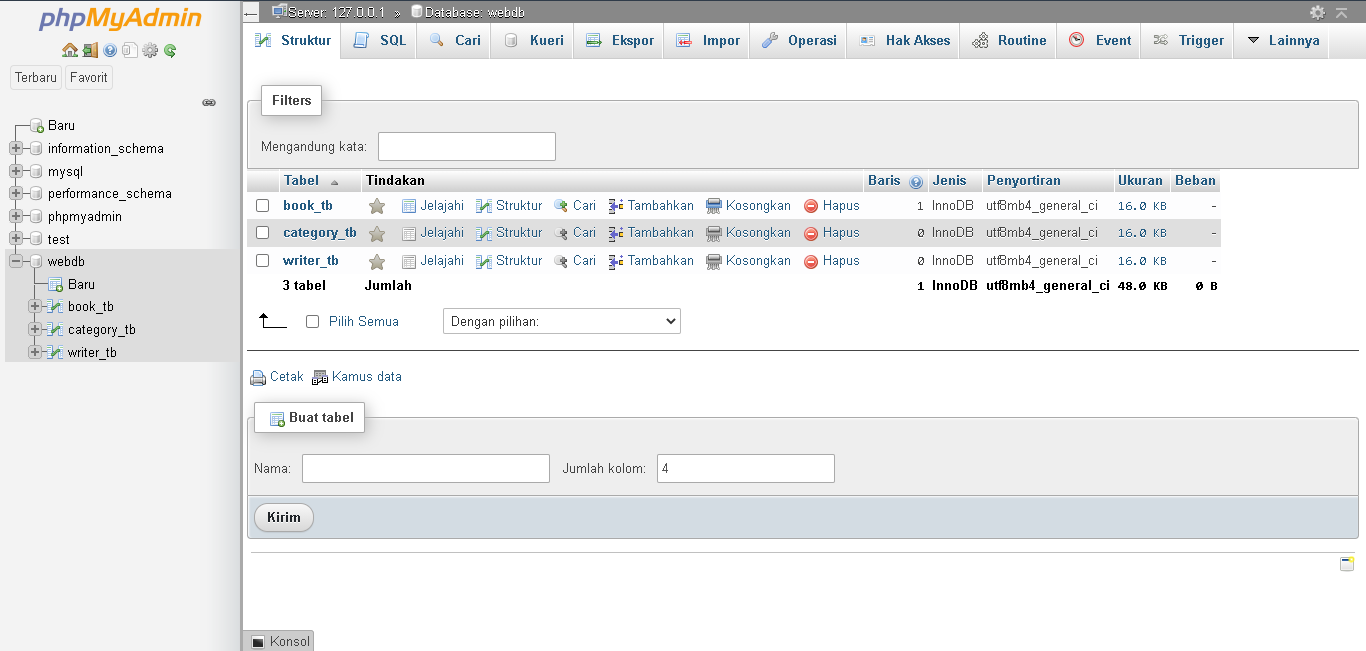 phpMyAdmin
Terbaru Favorit
Baru
information_schema
mysql
performance_schema
phpmyadmin
test
webdb
Baru
book_tb
category_tb
writer_tb
Server: 127.0.0.1 » Database: webdb
Struktur SQL Cari Kueri Ekspor Impor Operasi Hak Akses Routine Event Trigger Lainnya
Filters
Mengandung kata:
Tabel Tindakan Baris Jenis Penyortiran Ukuran Beban
book_tb Jelajahi Struktur Cari Tambahkan Kosongkan Hapus 1 InnoDB utf8mb4_general_ci 16.0 KB -
category_tb Jelajahi Struktur Cari Tambahkan Kosongkan Hapus 0 InnoDB utf8mb4_general_ci 16.0 KB -
writer_tb Jelajahi Struktur Cari Tambahkan Kosongkan Hapus 0 InnoDB utf8mb4_general_ci 16.0 KB -
3 tabel Jumlah 1 InnoDB utf8mb4_general_ci 48.0 KB 0 B
Pilih Semua Dengan pilihan:
Cetak Kamus data
Buat tabel
Nama: Jumlah kolom: 4
Kirim
Konsol